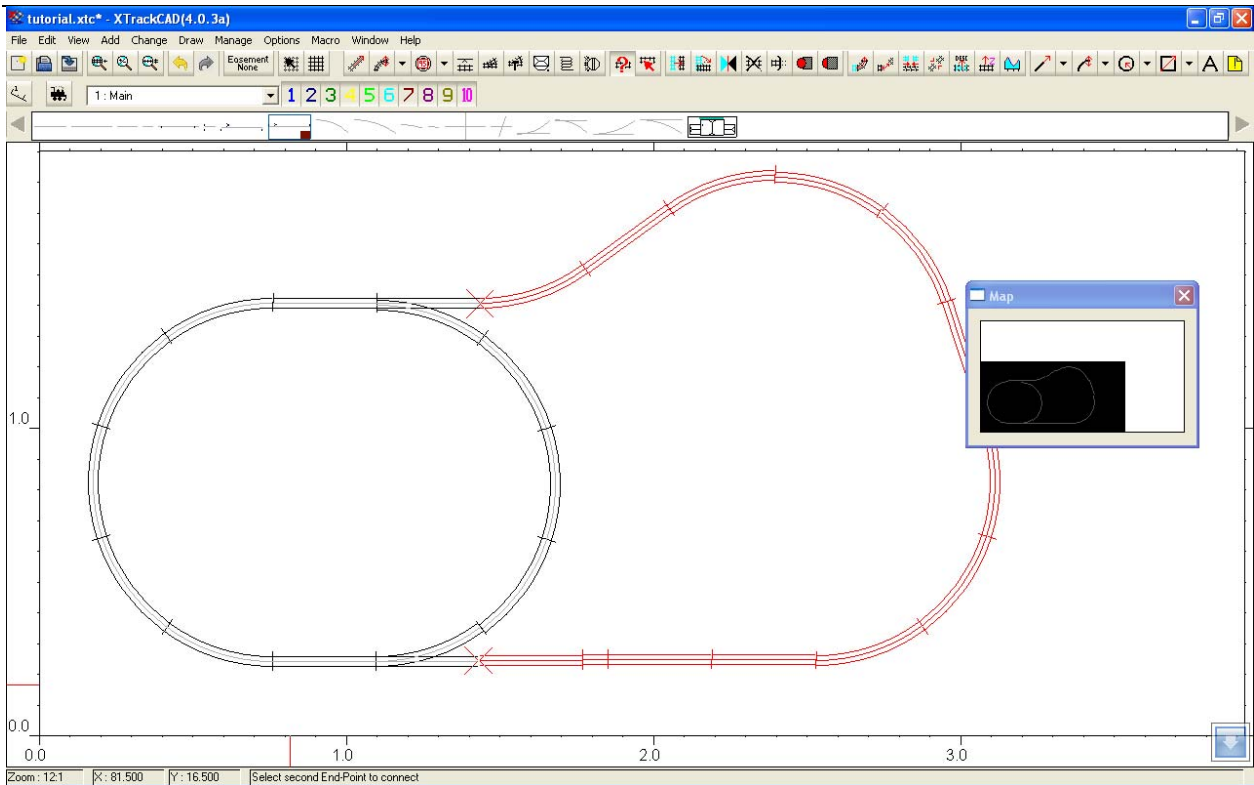 tutorial.xtc* - XTrackCAD(4.0.3a)
File Edit View Add Change Draw Manage Options Macro Window Help
Easement
None
A
1 : Main 1 2 3 4 5 6 7 8 9 10
Map
1.0
0.0
0.0 1.0 2.0 3.0
Zoom : 12:1 X : 81.500 Y : 16.500 Select second End-Point to connect